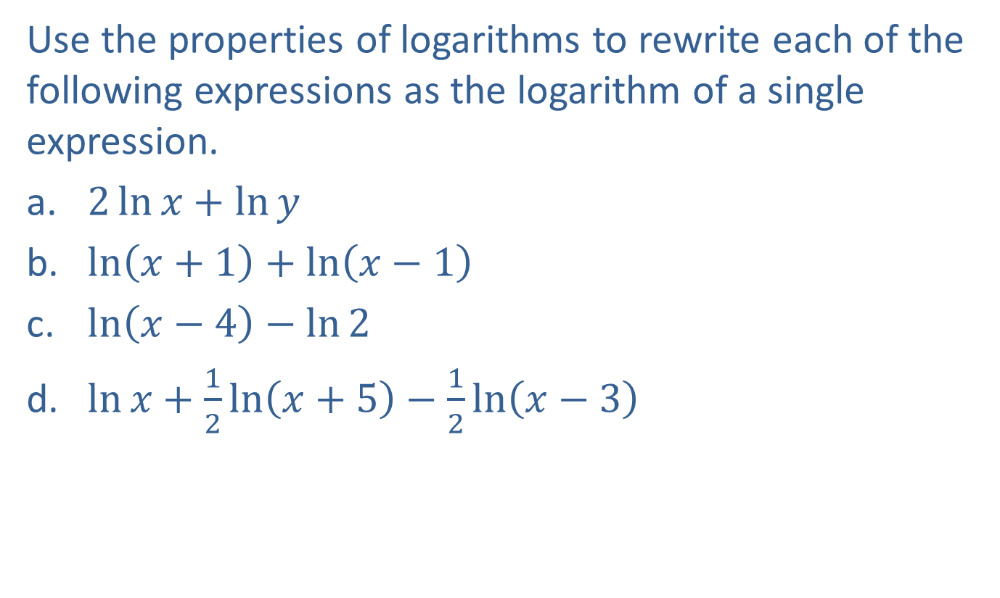 Use the properties of logarithms to rewrite each of the
following expressions as the logarithm of a single
expression.
a. 2 ln 𝑥 + ln 𝑦
b. ln(𝑥 + 1) + ln(𝑥 − 1)
c. ln(𝑥 − 4) − ln 2
d. ln 𝑥 + 1/2 ln(𝑥 + 5) − 1/2 ln(𝑥 − 3)